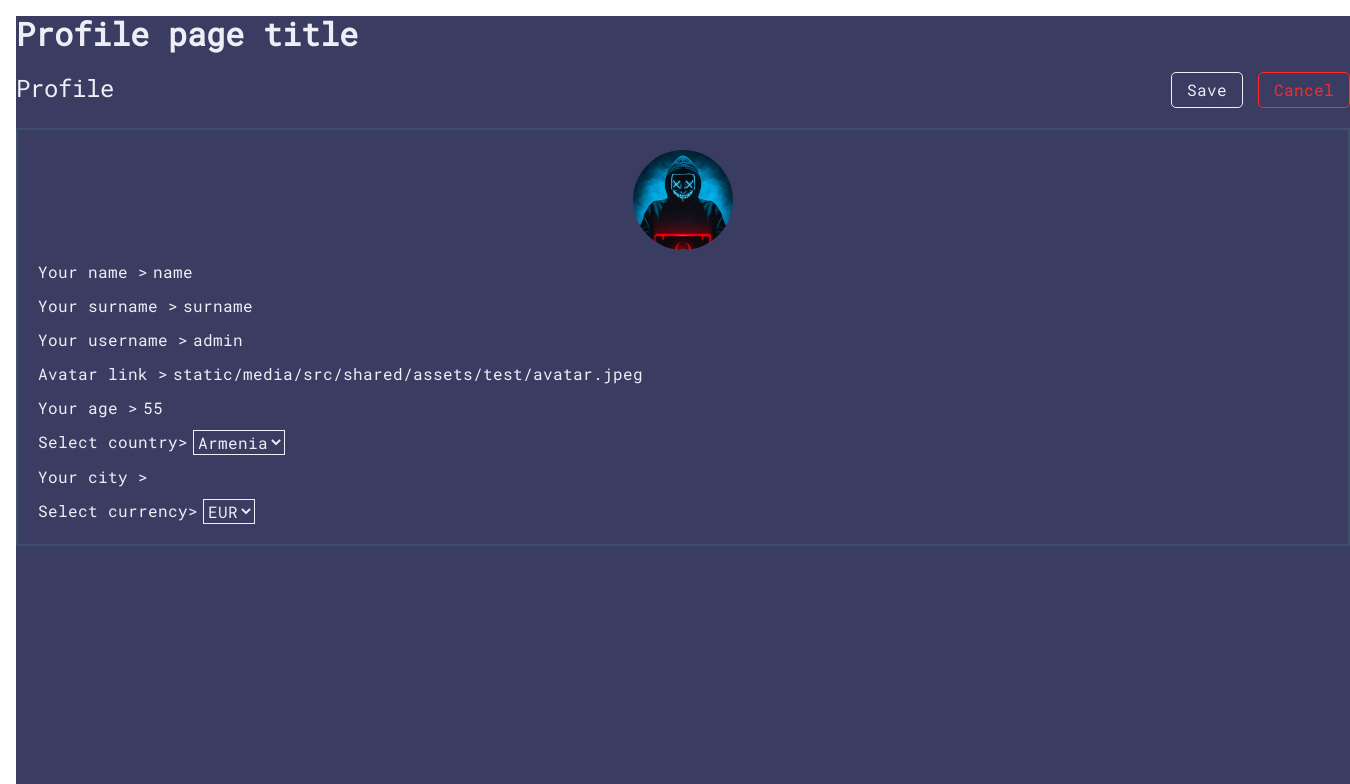 Profile page title
Profile
Save
Cancel
Your name > name
Your surname > surname
Your username > admin
Avatar link > static/media/src/shared/assets/test/avatar.jpeg
Your age > 55
Select country> Armenia
Your city >
Select currency> EUR